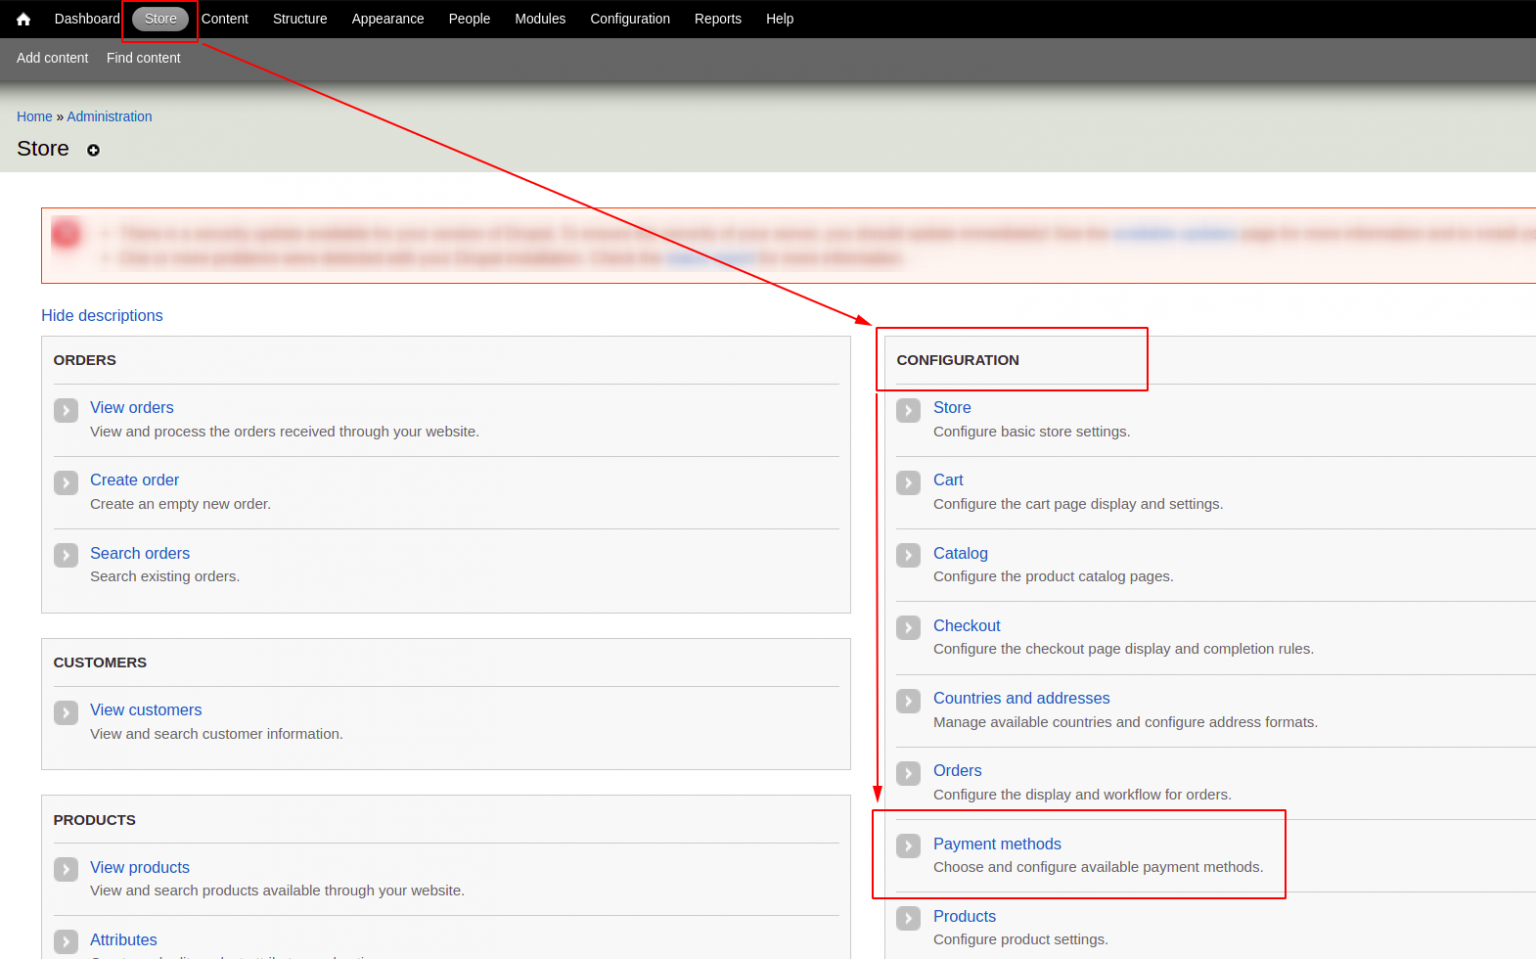 Dashboard Store Content Structure Appearance People Modules Configuration Reports Help
Add content Find content
Home » Administration
Store
Hide descriptions
ORDERS
View orders
View and process the orders received through your website.
Create order
Create an empty new order.
Search orders
Search existing orders.
CUSTOMERS
View customers
View and search customer information.
PRODUCTS
View products
View and search products available through your website.
Attributes
CONFIGURATION
Store
Configure basic store settings.
Cart
Configure the cart page display and settings.
Catalog
Configure the product catalog pages.
Checkout
Configure the checkout page display and completion rules.
Countries and addresses
Manage available countries and configure address formats.
Orders
Configure the display and workflow for orders.
Payment methods
Choose and configure available payment methods.
Products
Configure product settings.